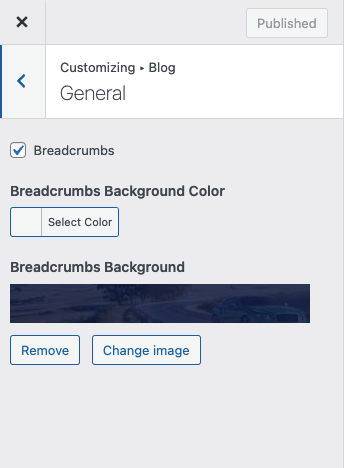 Published
Customizing ▸ Blog
General
Breadcrumbs
Breadcrumbs Background Color
Select Color
Breadcrumbs Background
Remove
Change image